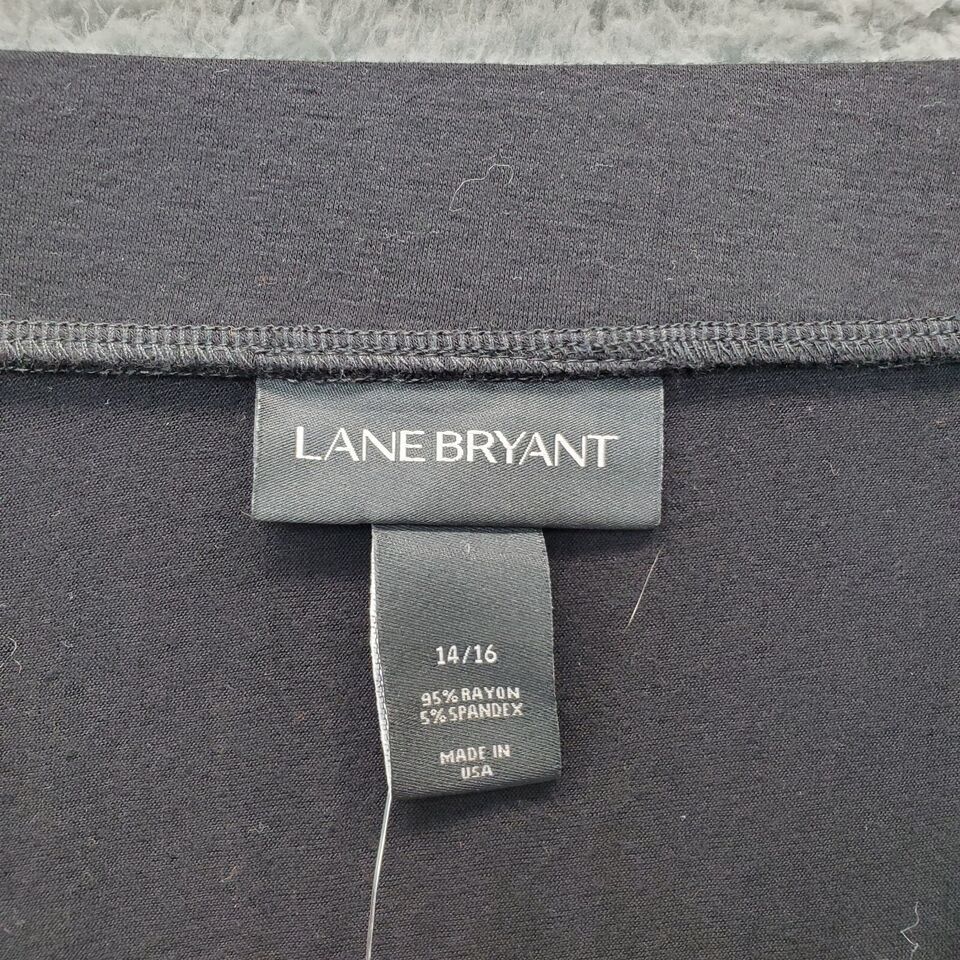 LANE BRYANT
14/16
95% RAYON
5% SPANDEX
MADE IN
USA